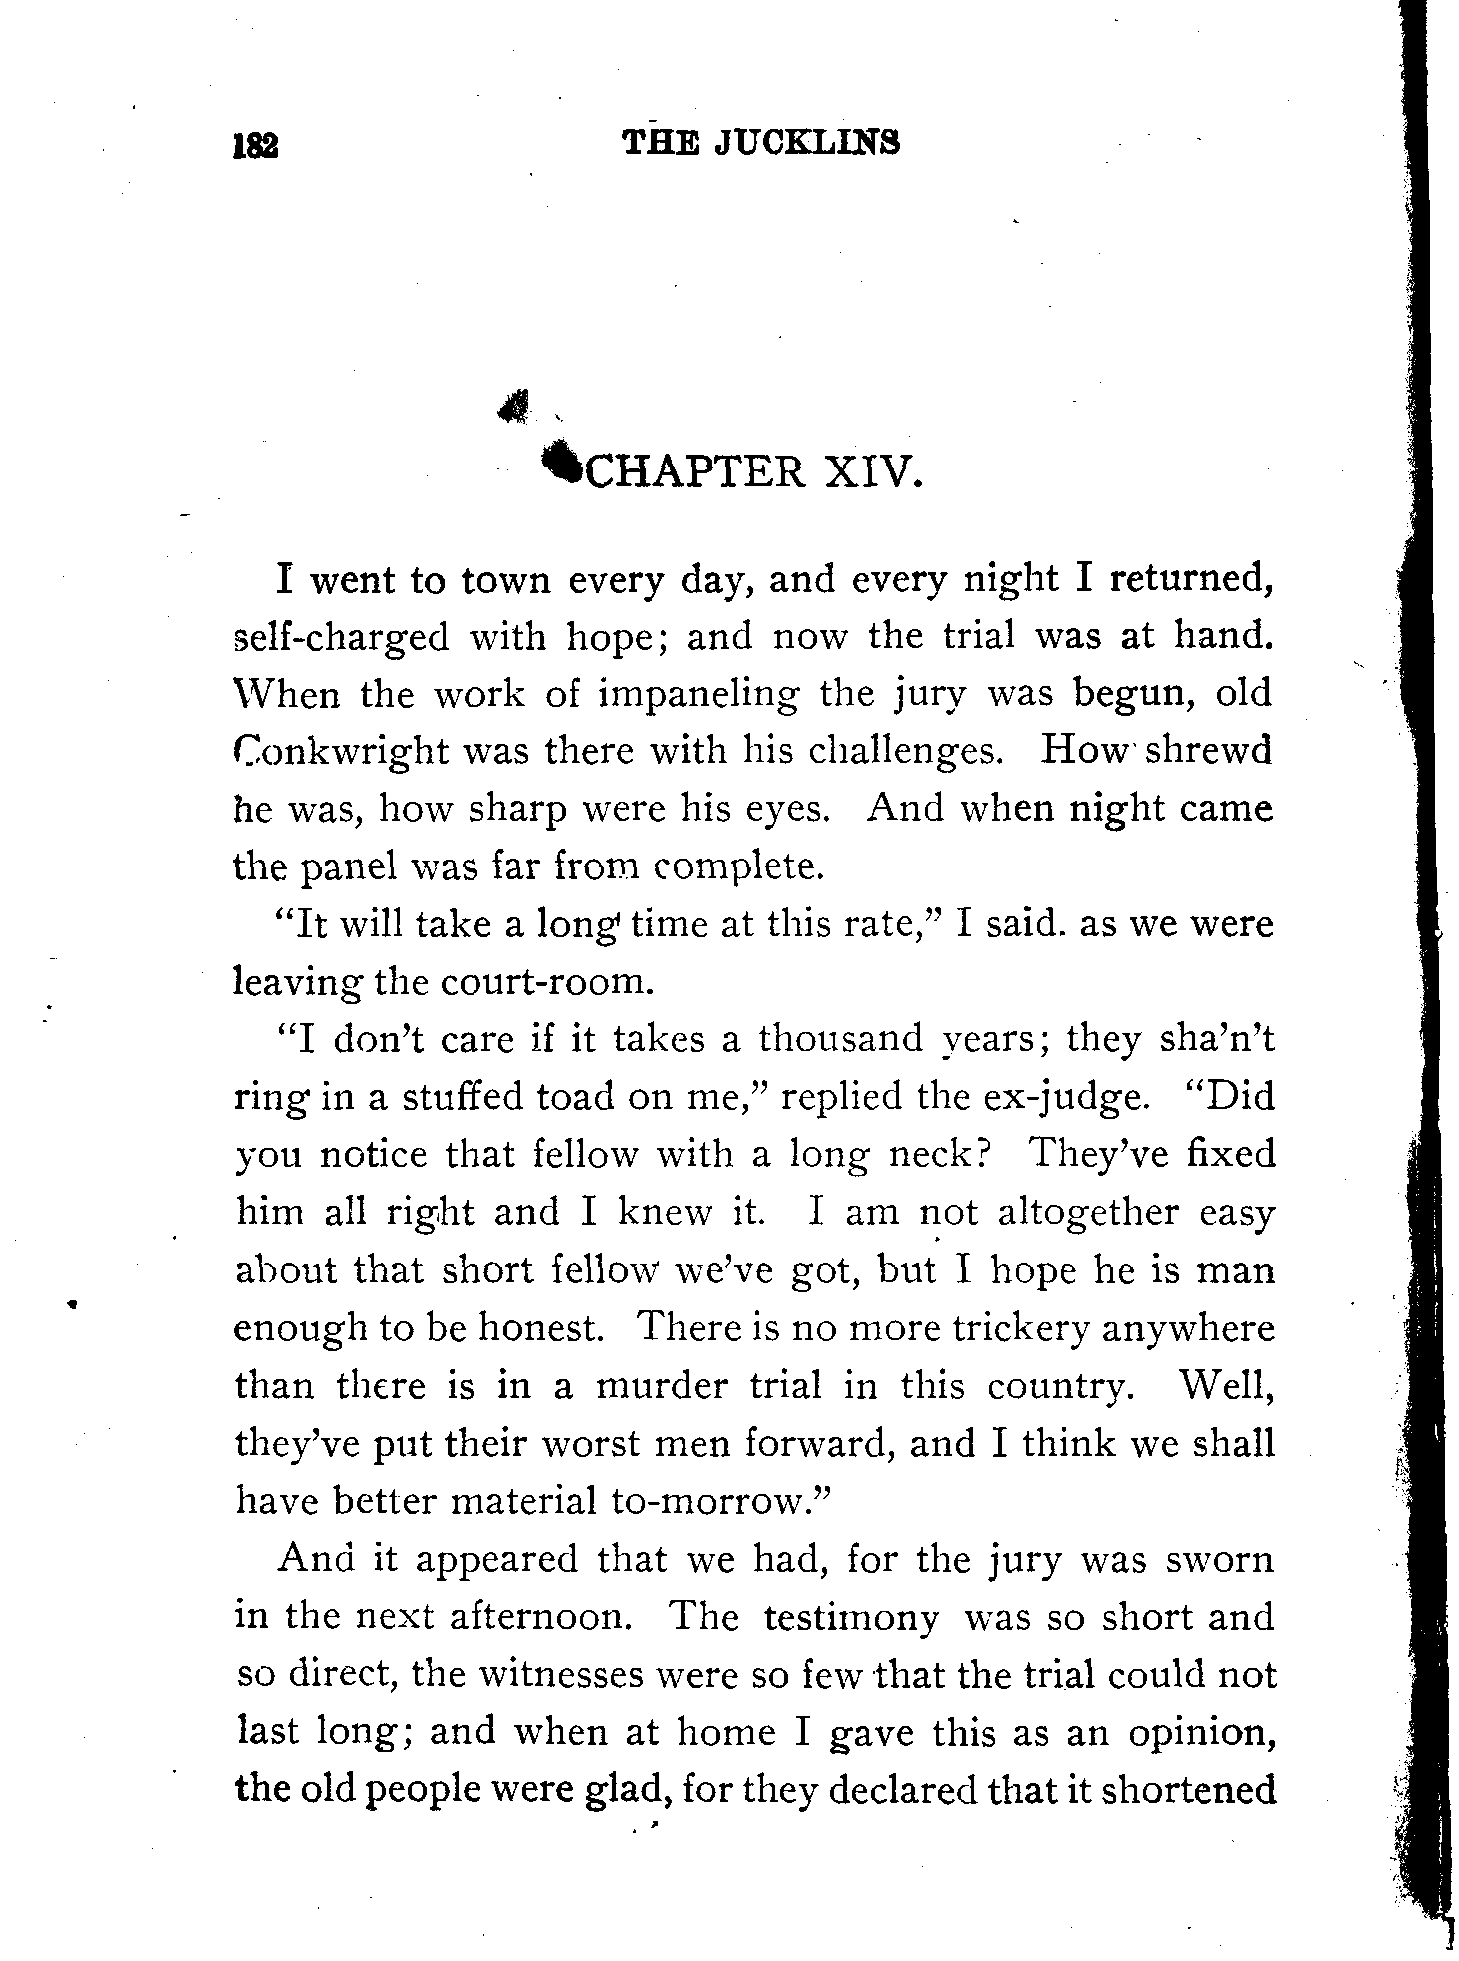 182 THE JUCKLINS
CHAPTER XIV.
I went to town every day, and every night I returned,
self-charged with hope; and now the trial was at hand.
When the work of impaneling the jury was begun, old
Conkwright was there with his challenges. How shrewd
he was, how sharp were his eyes. And when night came
the panel was far from complete.
“It will take a long time at this rate,” I said. as we were
leaving the court-room.
“I don’t care if it takes a thousand years; they sha’n’t
ring in a stuffed toad on me,” replied the ex-judge. “Did
you notice that fellow with a long neck? They’ve fixed
him all right and I knew it. I am not altogether easy
about that short fellow we’ve got, but I hope he is man
enough to be honest. There is no more trickery anywhere
than there is in a murder trial in this country. Well,
they’ve put their worst men forward, and I think we shall
have better material to-morrow.”
And it appeared that we had, for the jury was sworn
in the next afternoon. The testimony was so short and
so direct, the witnesses were so few that the trial could not
last long; and when at home I gave this as an opinion,
the old people were glad, for they declared that it shortened